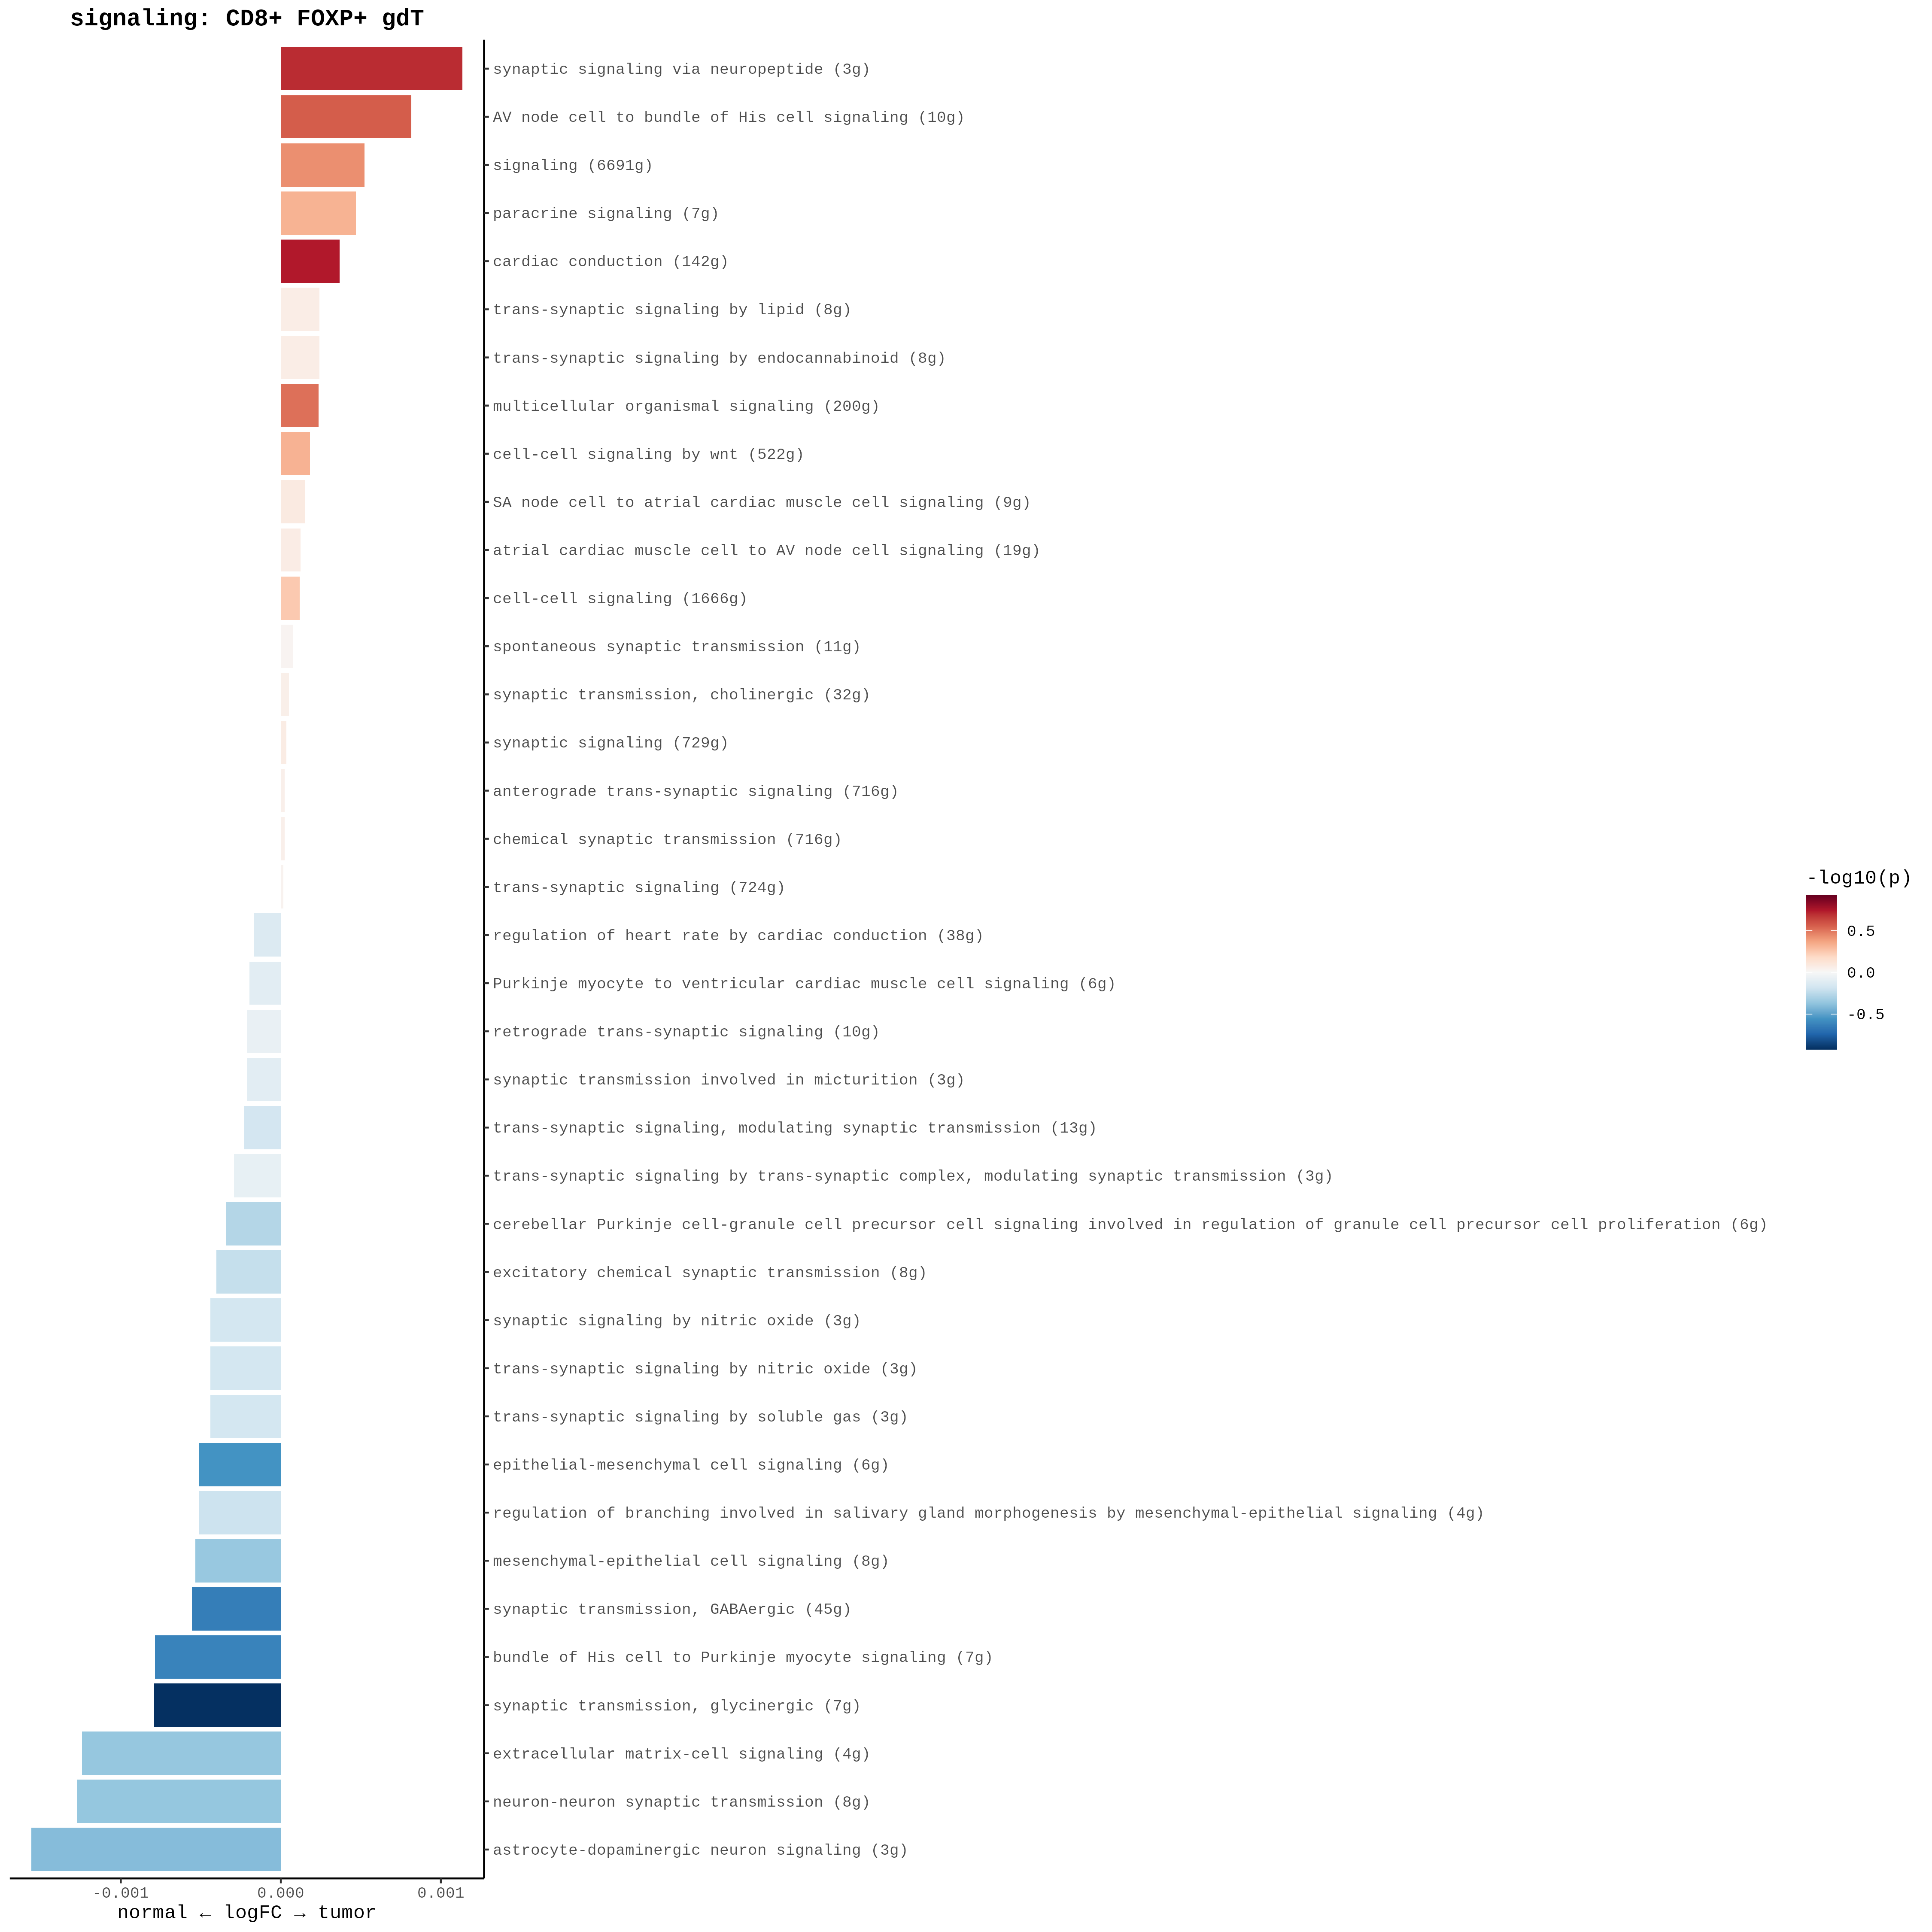 signaling: CD8+ FOXP+ gdT
synaptic signaling via neuropeptide (3g)
AV node cell to bundle of His cell signaling (10g)
signaling (6691g)
paracrine signaling (7g)
cardiac conduction (142g)
trans-synaptic signaling by lipid (8g)
trans-synaptic signaling by endocannabinoid (8g)
multicellular organismal signaling (200g)
cell-cell signaling by wnt (522g)
SA node cell to atrial cardiac muscle cell signaling (9g)
atrial cardiac muscle cell to AV node cell signaling (19g)
cell-cell signaling (1666g)
spontaneous synaptic transmission (11g)
synaptic transmission, cholinergic (32g)
synaptic signaling (729g)
anterograde trans-synaptic signaling (716g)
chemical synaptic transmission (716g)
trans-synaptic signaling (724g)
regulation of heart rate by cardiac conduction (38g)
Purkinje myocyte to ventricular cardiac muscle cell signaling (6g)
retrograde trans-synaptic signaling (10g)
synaptic transmission involved in micturition (3g)
trans-synaptic signaling, modulating synaptic transmission (13g)
trans-synaptic signaling by trans-synaptic complex, modulating synaptic transmission (3g)
cerebellar Purkinje cell-granule cell precursor cell signaling involved in regulation of granule cell precursor cell proliferation (6g)
excitatory chemical synaptic transmission (8g)
synaptic signaling by nitric oxide (3g)
trans-synaptic signaling by nitric oxide (3g)
trans-synaptic signaling by soluble gas (3g)
epithelial-mesenchymal cell signaling (6g)
regulation of branching involved in salivary gland morphogenesis by mesenchymal-epithelial signaling (4g)
mesenchymal-epithelial cell signaling (8g)
synaptic transmission, GABAergic (45g)
bundle of His cell to Purkinje myocyte signaling (7g)
synaptic transmission, glycinergic (7g)
extracellular matrix-cell signaling (4g)
neuron-neuron synaptic transmission (8g)
astrocyte-dopaminergic neuron signaling (3g)
-0.001 0.000 0.001
normal ← logFC → tumor
-log10(p)
0.5
0.0
-0.5